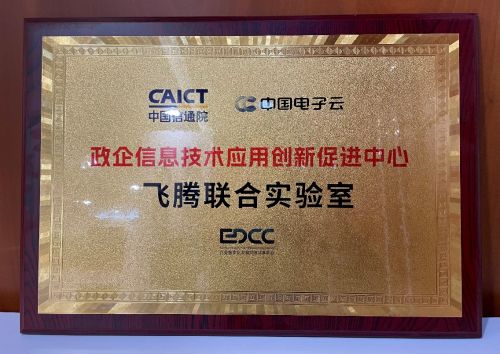 CAICT
中国信通院
中国电子云
政企信息技术应用创新促进中心
飞腾联合实验室
EDCC